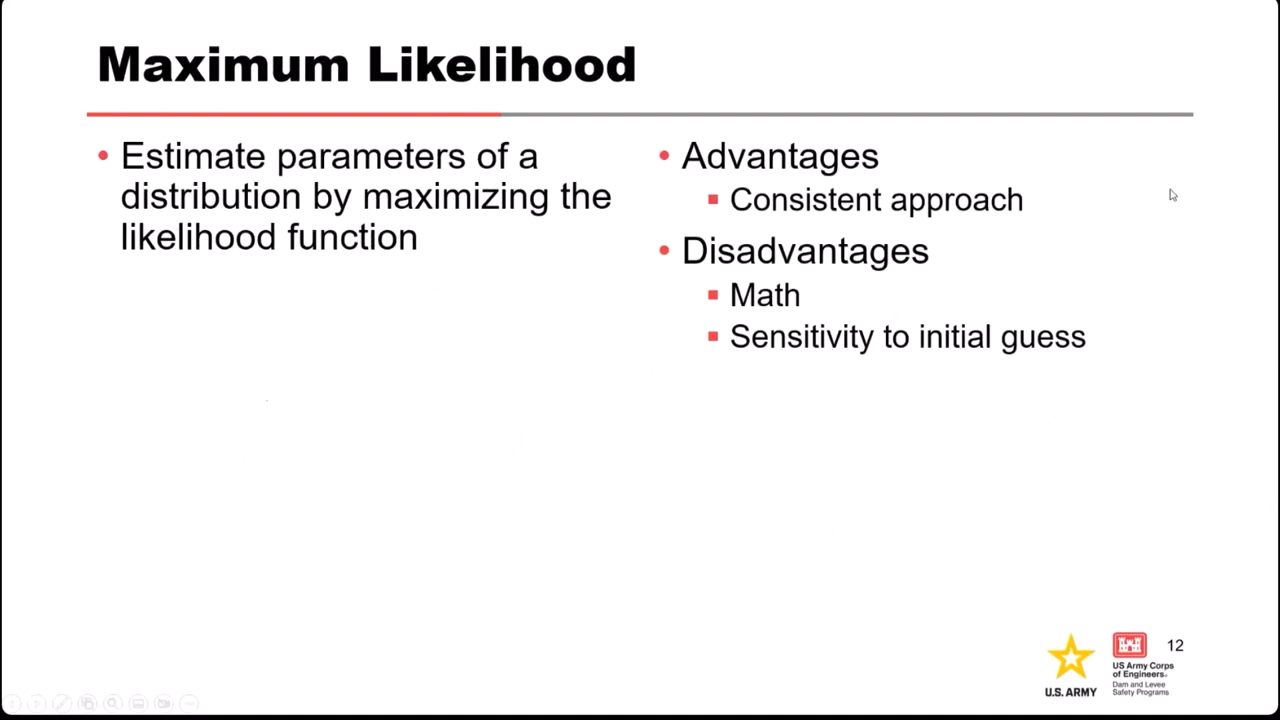 Maximum Likelihood
• Estimate parameters of a
distribution by maximizing the
likelihood function
• Advantages
▪ Consistent approach
• Disadvantages
▪ Math
▪ Sensitivity to initial guess
U.S. ARMY
US Army Corps
of Engineers®
Dam and Levee
Safety Programs
12